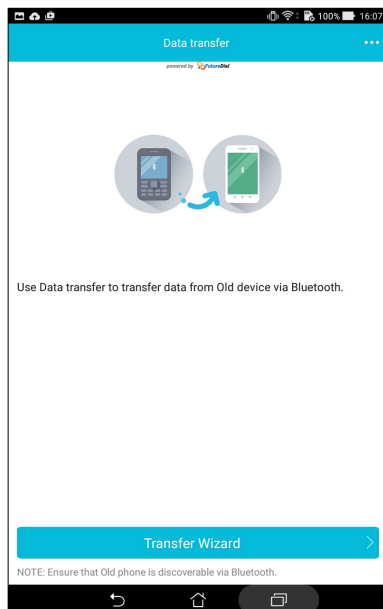 100% 16:07
Data transfer
powered by FutureDial
Use Data transfer to transfer data from Old device via Bluetooth.
Transfer Wizard
NOTE: Ensure that Old phone is discoverable via Bluetooth.